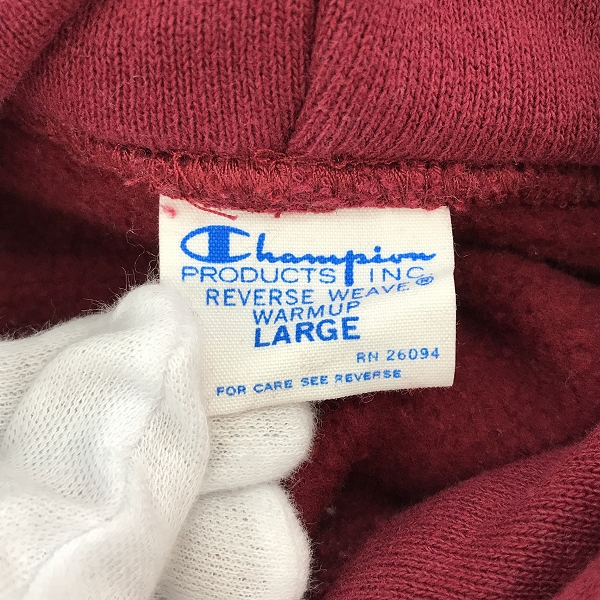 Champion
PRODUCTS INC.
REVERSE WEAVE®
WARMUP
LARGE
RN 26094
FOR CARE SEE REVERSE